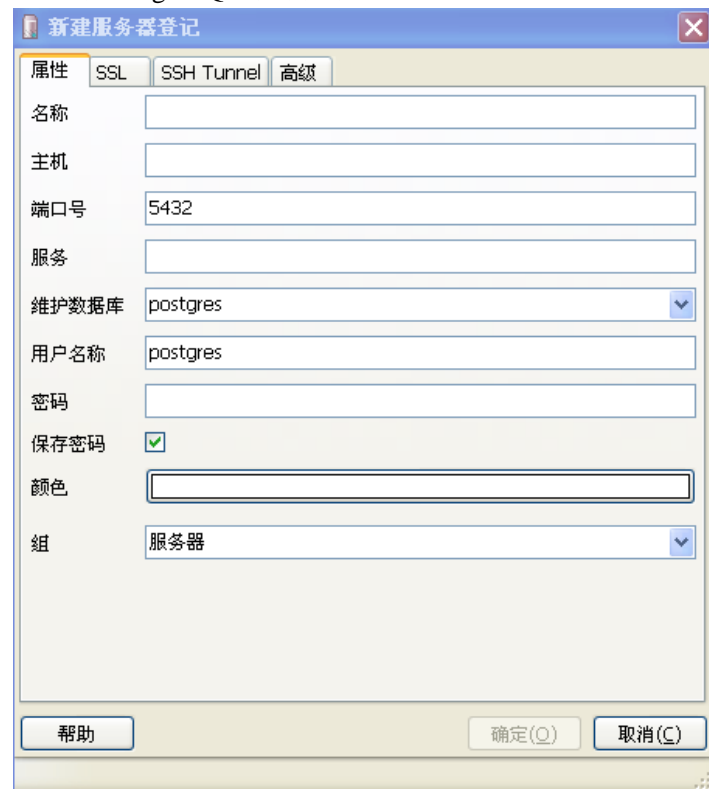 新建服务器登记
属性 SSL SSH Tunnel 高级
名称
主机
端口号 5432
服务
维护数据库 postgres
用户名称 postgres
密码
保存密码
颜色
组 服务器
帮助 确定(O) 取消(C)